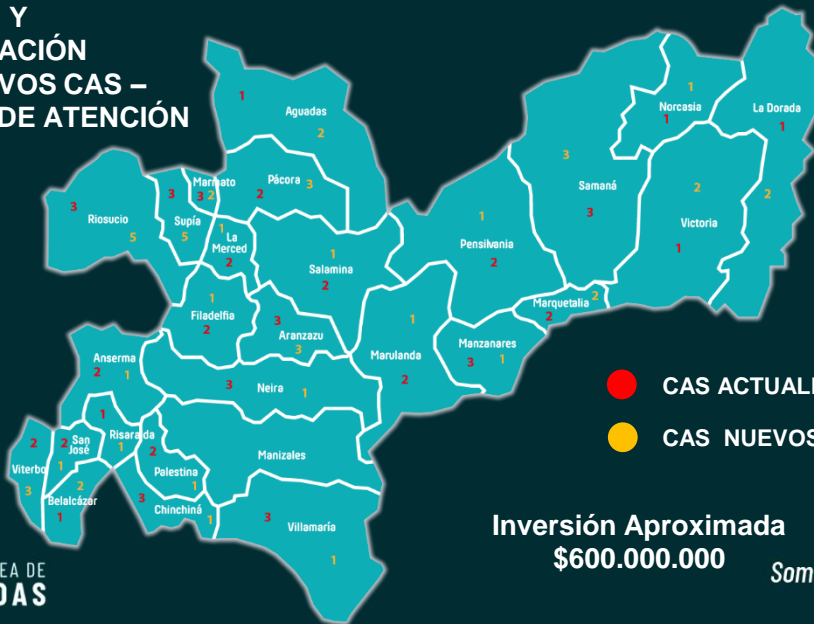 Y
ACIÓN
VOS CAS –
DE ATENCIÓN
1
Aguadas
2
1
Norcasia
1
La Dorada
1
3
Samaná
3
2
Victoria
1
2
3
Riosucio
5
3
Supía
5
Marmato
3 2
2
Pácora
3
1
La
Merced
2
1
Salamina
2
1
Pensilvania
2
Marquetalia
2
2
1
Filadelfia
2
3
Aranzazu
3
1
Marulanda
2
Manzanares
3
1
Anserma
2
1
3
Neira
1
1
Risaralda
1
2
San
José
1
2
Viterbo
3
2
Belalcázar
1
2
Palestina
1
3
Chinchiná
1
Manizales
3
Villamaría
1
CAS ACTUAL
CAS NUEVOS
Inversión Aproximada
$600.000.000
Som
EA DE
DAS